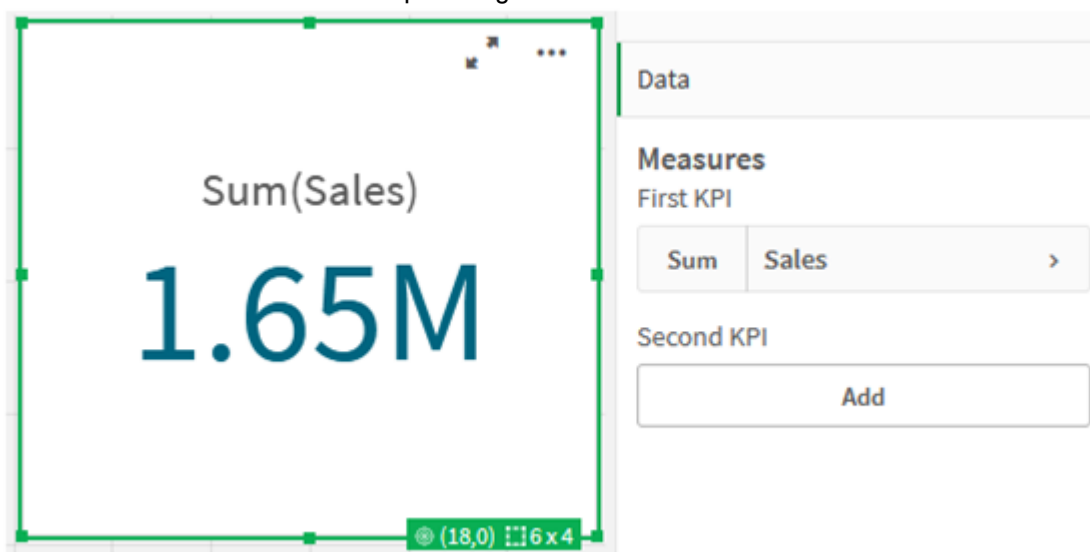 Sum(Sales)
1.65M
(18,0) 6 x 4
Data
Measures
First KPI
Sum Sales
Second KPI
Add